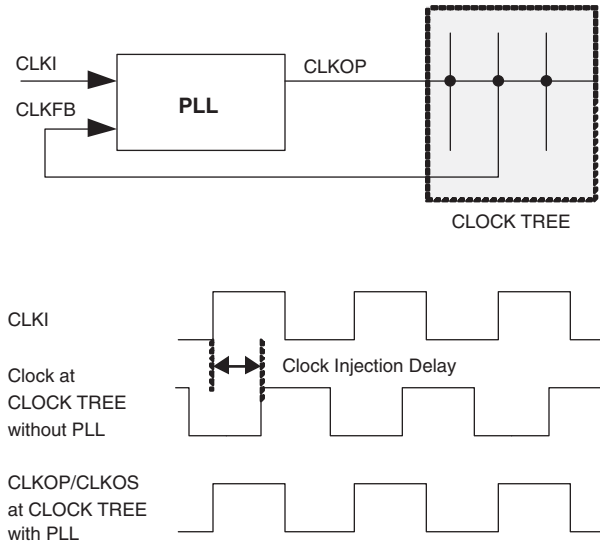 CLKI
CLKOP
CLKFB
PLL
CLOCK TREE
CLKI
Clock Injection Delay
Clock at
CLOCK TREE
without PLL
CLKOP/CLKOS
at CLOCK TREE
with PLL